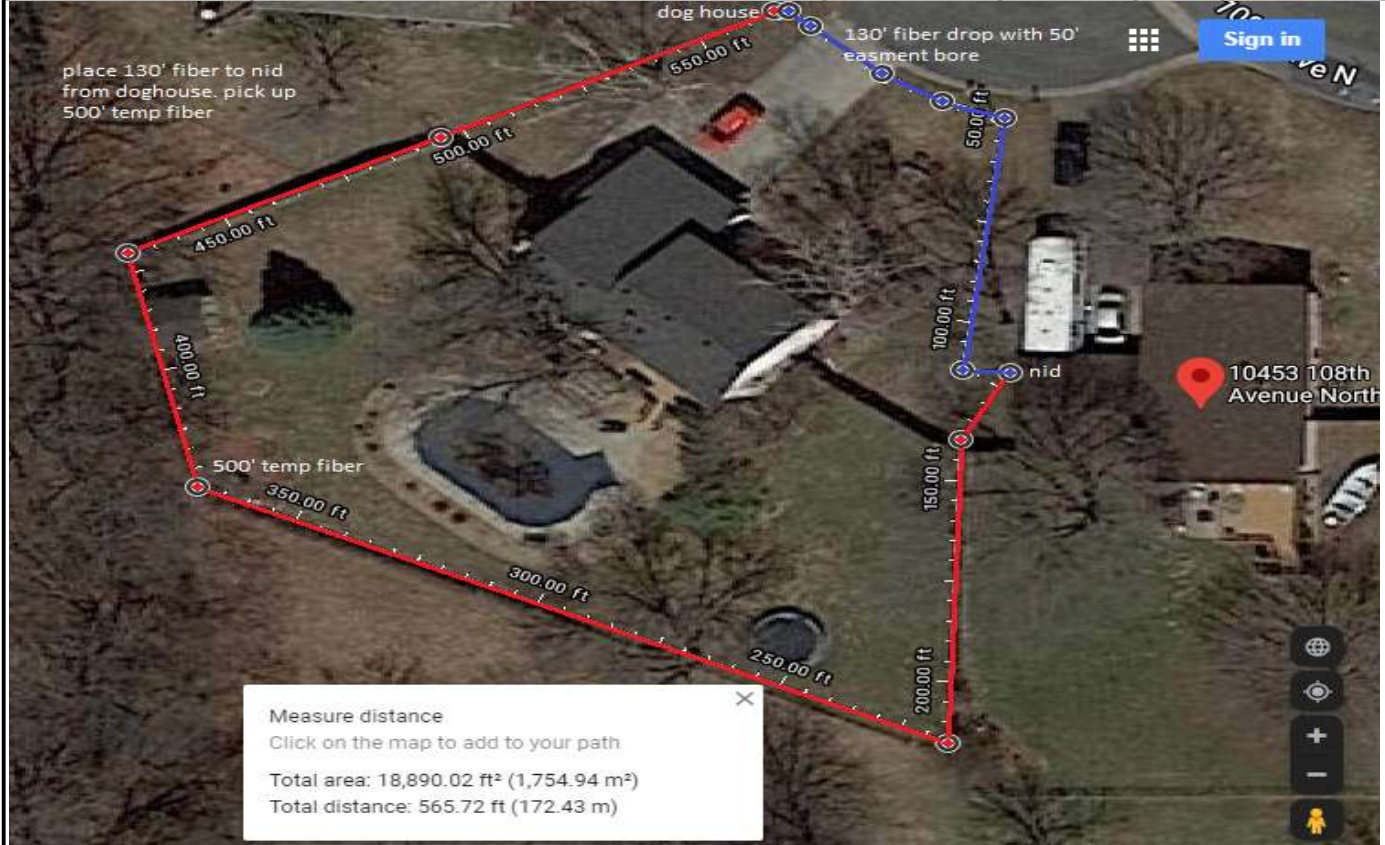 dog house
130' fiber drop with 50'
easment bore
Sign in
place 130' fiber to nid
from doghouse. pick up
500' temp fiber
550.00 ft
50.00 ft
500.00 ft
450.00 ft
100.00 ft
400.00 ft
nid
10453 108th
Avenue North
500' temp fiber
350.00 ft
150.00 ft
300.00 ft
250.00 ft
200.00 ft
Measure distance
Click on the map to add to your path
Total area: 18,890.02 ft² (1,754.94 m²)
Total distance: 565.72 ft (172.43 m)